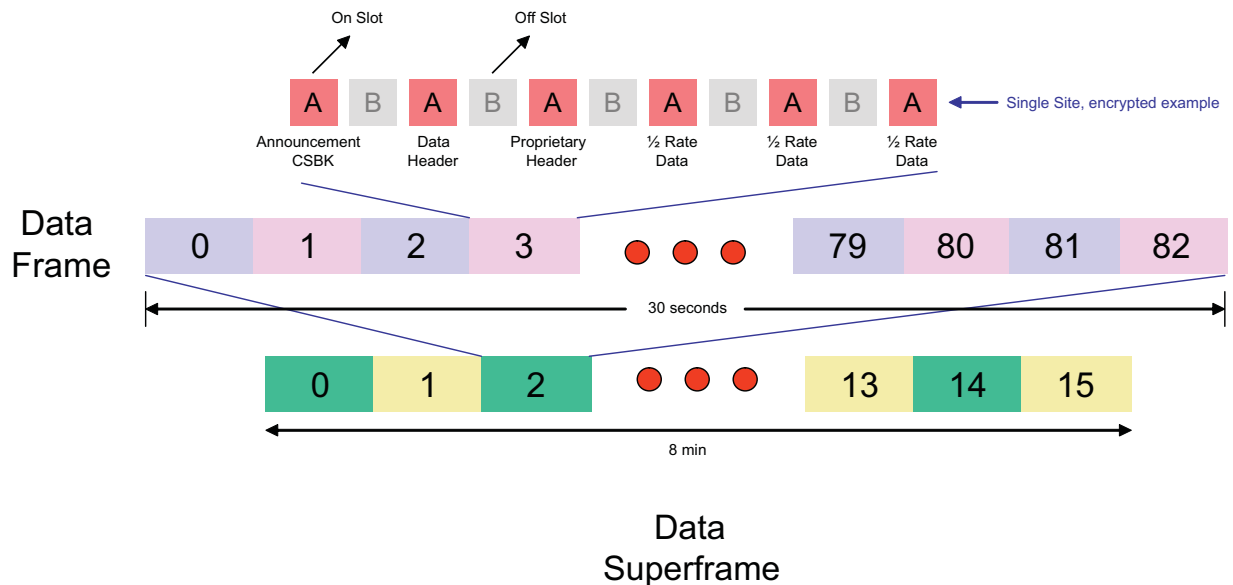 On Slot
Off Slot
A B A B A B A B A B A
Single Site, encrypted example
Announcement
CSBK
Data
Header
Proprietary
Header
½ Rate
Data
½ Rate
Data
½ Rate
Data
Data
Frame
0 1 2 3 79 80 81 82
30 seconds
0 1 2 13 14 15
8 min
Data
Superframe